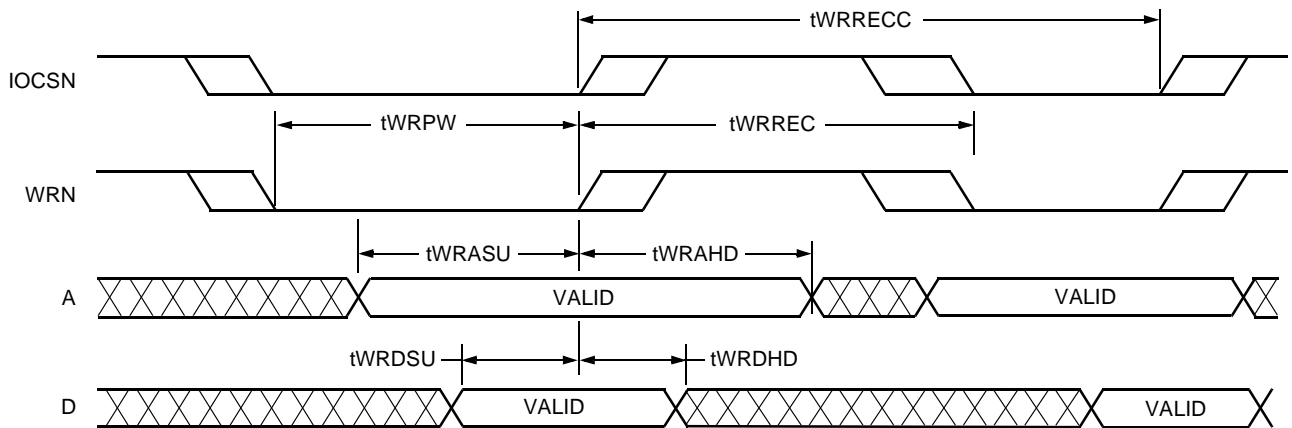 tWRRECC
IOCSN
tWRPW
tWRREC
WRN
tWRASU
tWRAHD
A
VALID
VALID
tWRDSU
tWRDHD
D
VALID
VALID